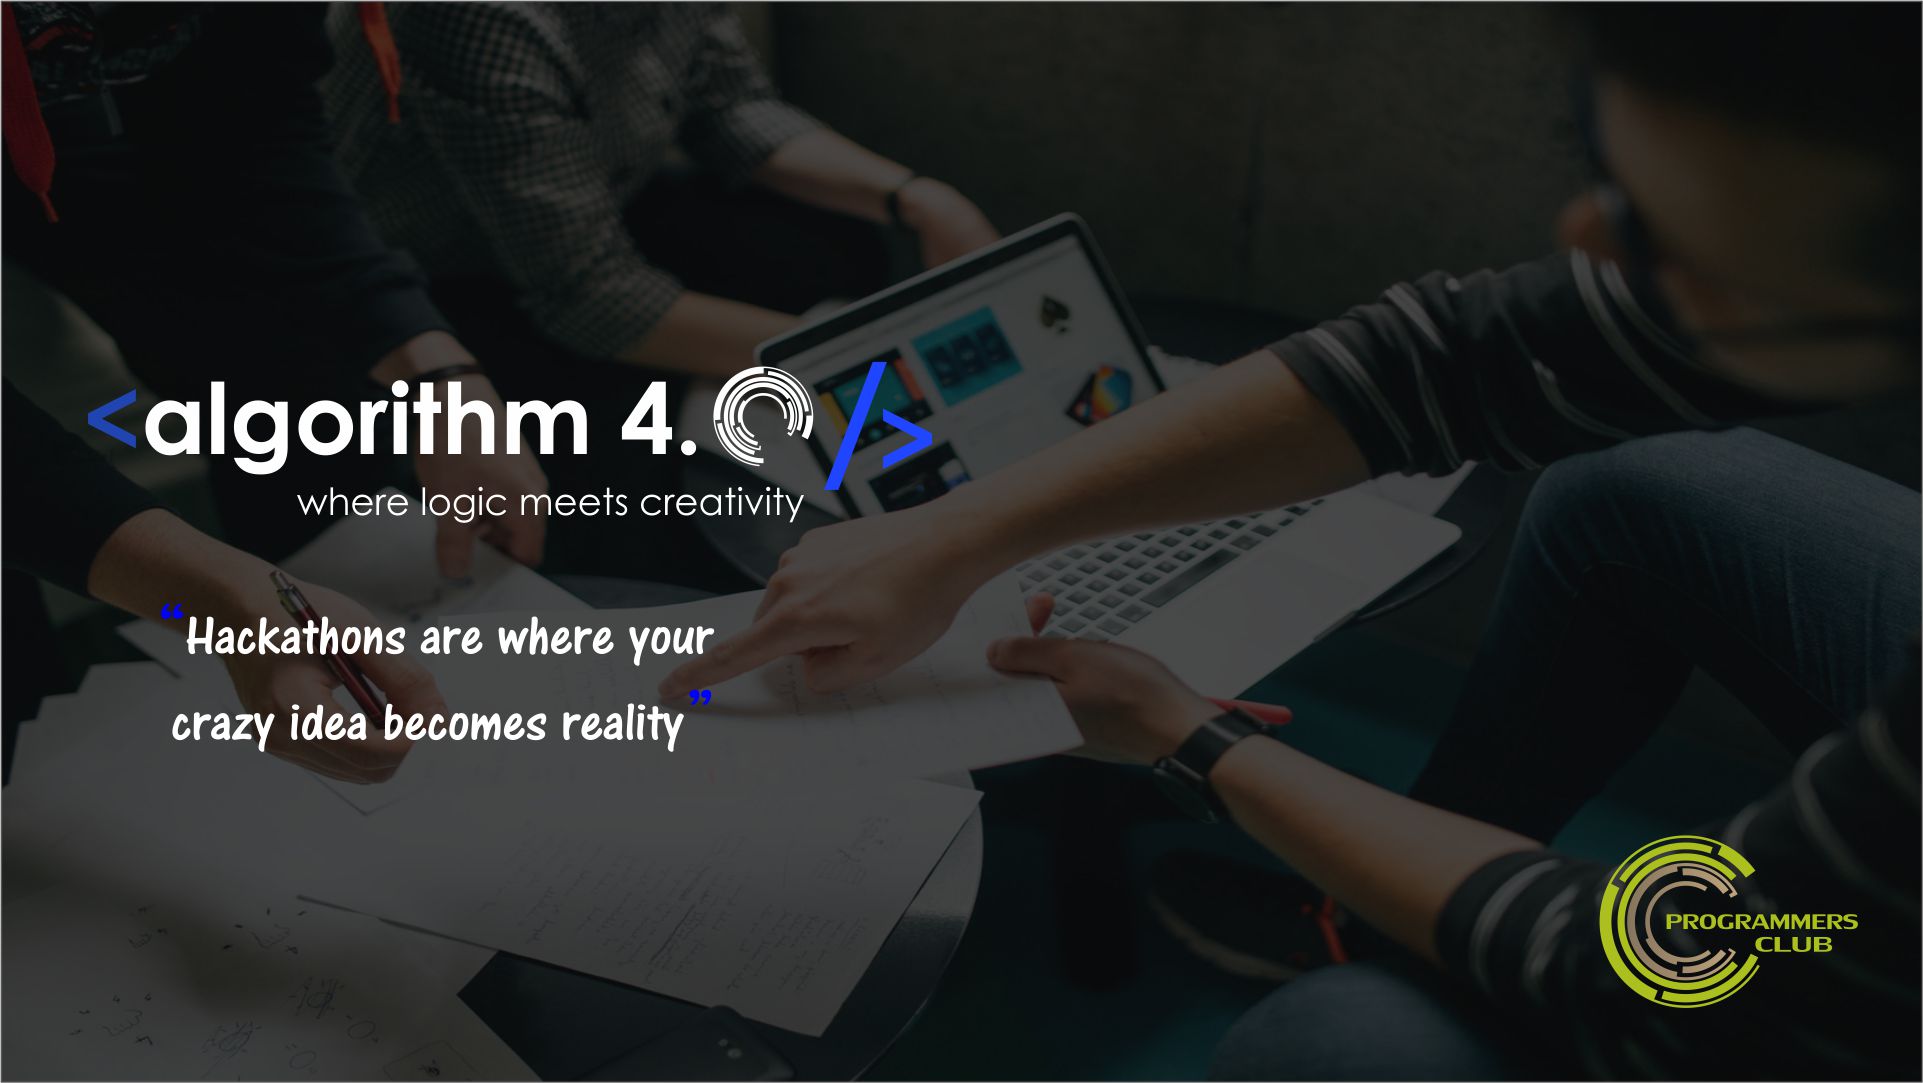 <algorithm 4.0/>
where logic meets creativity
“Hackathons are where your
crazy idea becomes reality”
PROGRAMMERS
CLUB